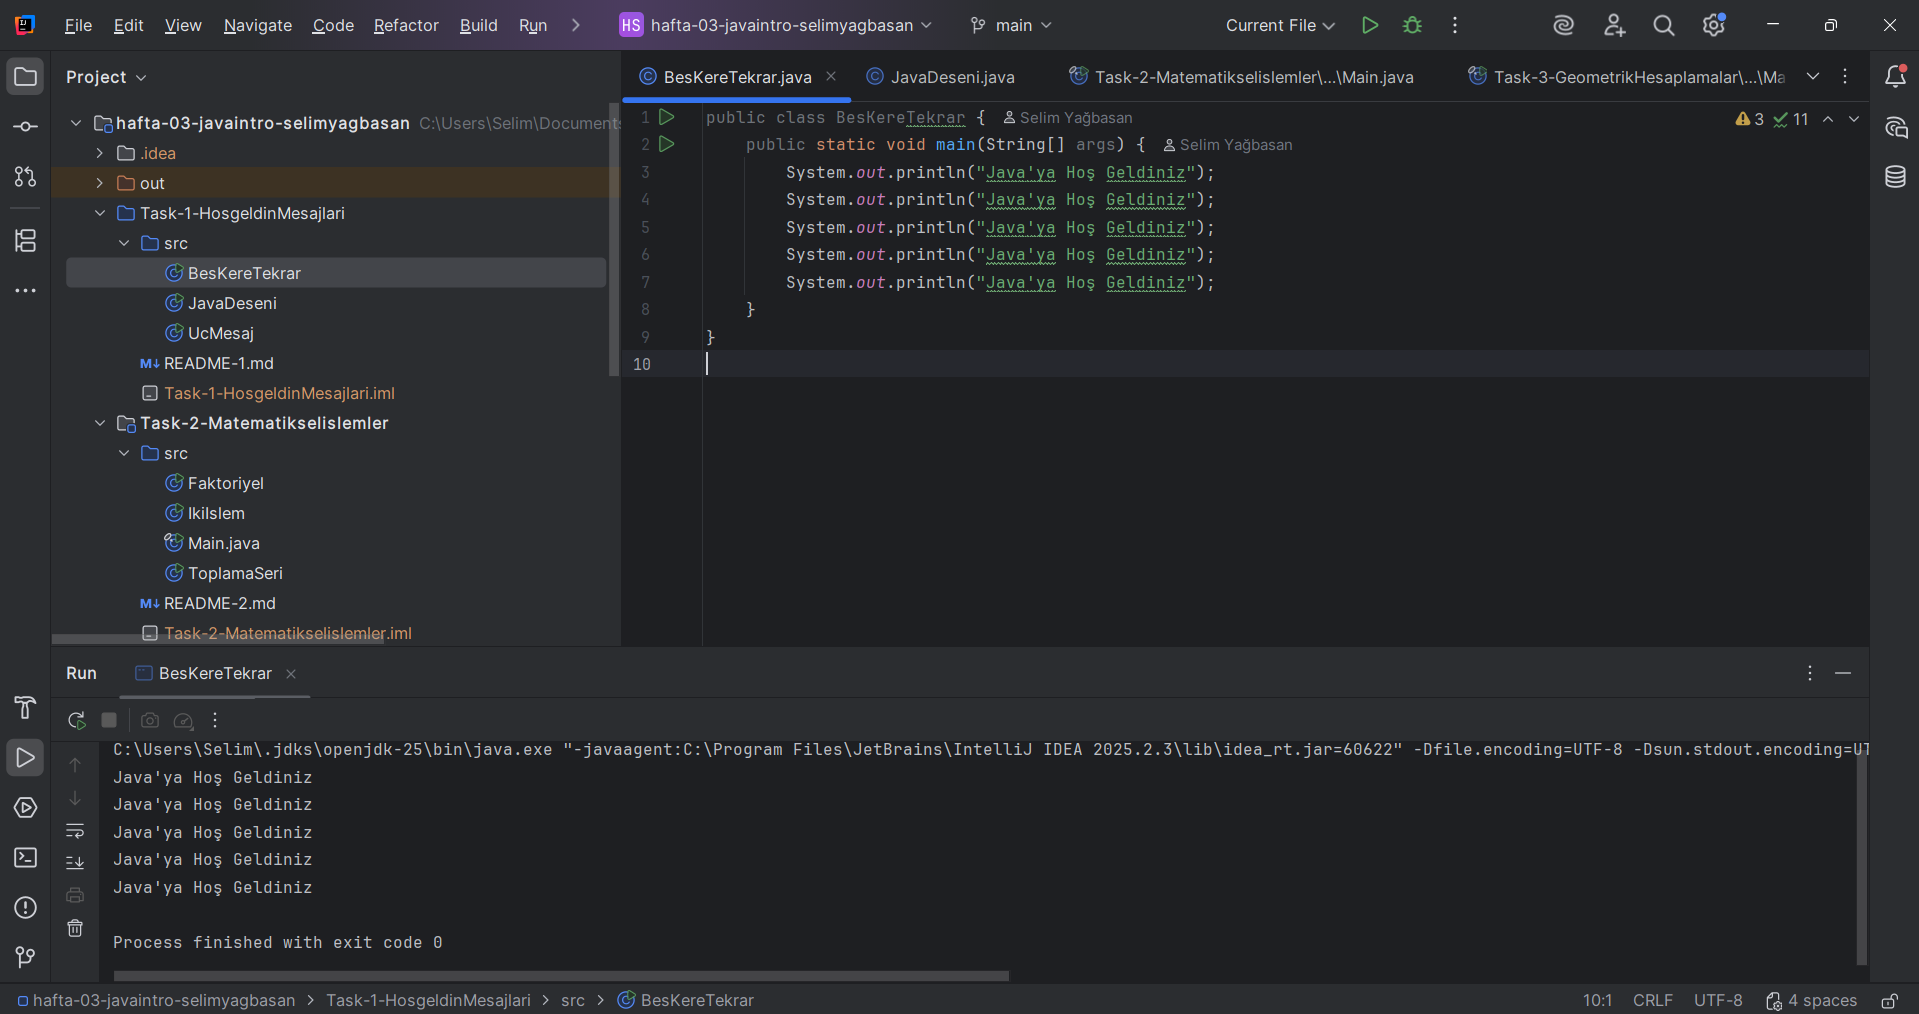 File Edit View Navigate Code Refactor Build Run HS hafta-03-javaintro-selimyagbasan main Current File
Project
BesKereTekrar.java JavaDeseni.java Task-2-Matematikselislemler\...\Main.java Task-3-GeometrikHesaplamalar\...\Ma
hafta-03-javaintro-selimyagbasan C:\Users\Selim\Documents
.idea
out
Task-1-HosgeldinMesajlari
src
BesKereTekrar
JavaDeseni
UcMesaj
M↓ README-1.md
Task-1-HosgeldinMesajlari.iml
Task-2-Matematikselislemler
src
Faktoriyel
IkiIslem
Main.java
ToplamaSeri
M↓ README-2.md
Task-2-Matematikselislemler.iml
1 public class BesKereTekrar { Selim Yağbasan
3 11
2 public static void main(String[] args) { Selim Yağbasan
3 System.out.println("Java'ya Hoş Geldiniz");
4 System.out.println("Java'ya Hoş Geldiniz");
5 System.out.println("Java'ya Hoş Geldiniz");
6 System.out.println("Java'ya Hoş Geldiniz");
7 System.out.println("Java'ya Hoş Geldiniz");
8 }
9 }
10
Run BesKereTekrar
C:\Users\Selim\.jdks\openjdk-25\bin\java.exe "-javaagent:C:\Program Files\JetBrains\IntelliJ IDEA 2025.2.3\lib\idea_rt.jar=60622" -Dfile.encoding=UTF-8 -Dsun.stdout.encoding=UT
Java'ya Hoş Geldiniz
Java'ya Hoş Geldiniz
Java'ya Hoş Geldiniz
Java'ya Hoş Geldiniz
Java'ya Hoş Geldiniz
Process finished with exit code 0
hafta-03-javaintro-selimyagbasan > Task-1-HosgeldinMesajlari > src > BesKereTekrar
10:1 CRLF UTF-8 4 spaces